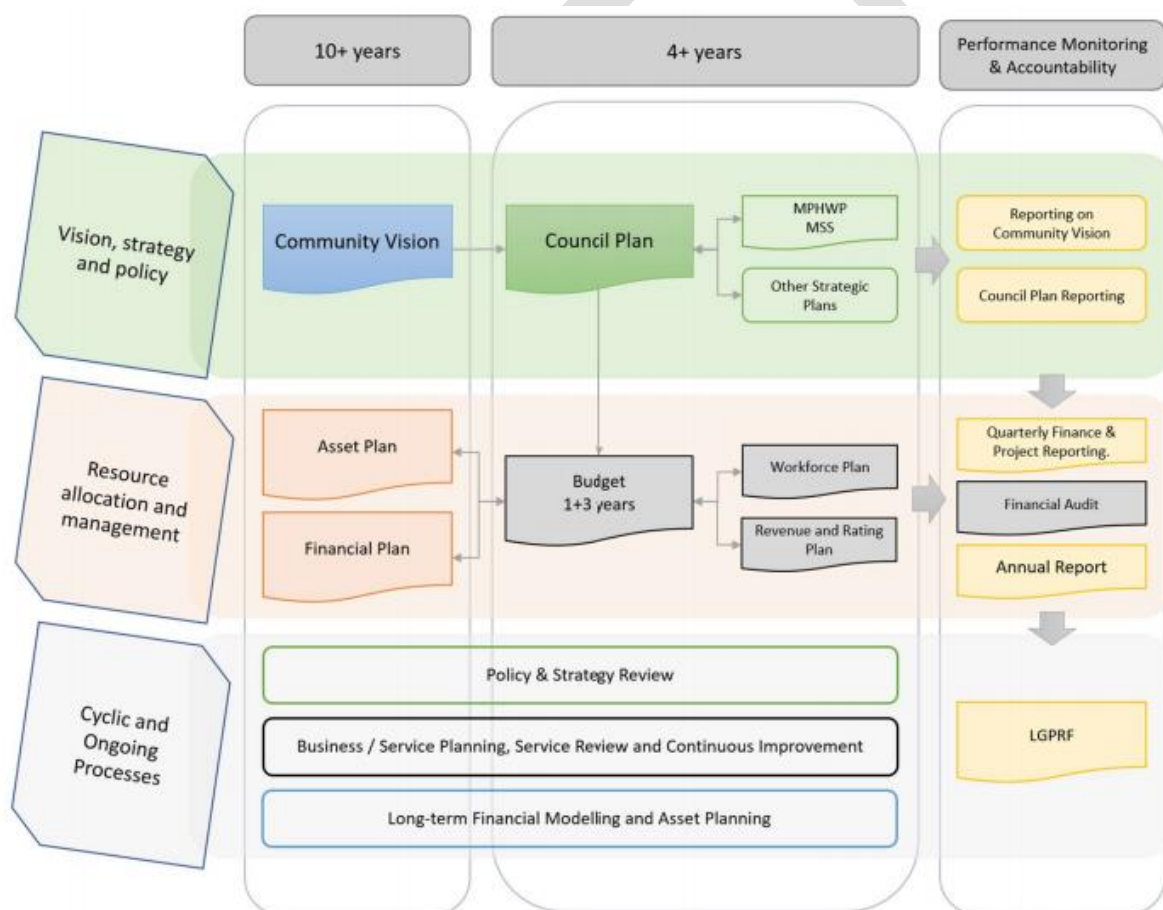 10+ years
4+ years
Performance Monitoring
& Accountability
Vision, strategy
and policy
Community Vision
Council Plan
MPHWP
MSS
Other Strategic
Plans
Reporting on
Community Vision
Council Plan Reporting
Resource
allocation and
management
Asset Plan
Financial Plan
Budget
1+3 years
Workforce Plan
Revenue and Rating
Plan
Quarterly Finance &
Project Reporting.
Financial Audit
Annual Report
Cyclic and
Ongoing
Processes
Policy & Strategy Review
Business / Service Planning, Service Review and Continuous Improvement
Long-term Financial Modelling and Asset Planning
LGPRF